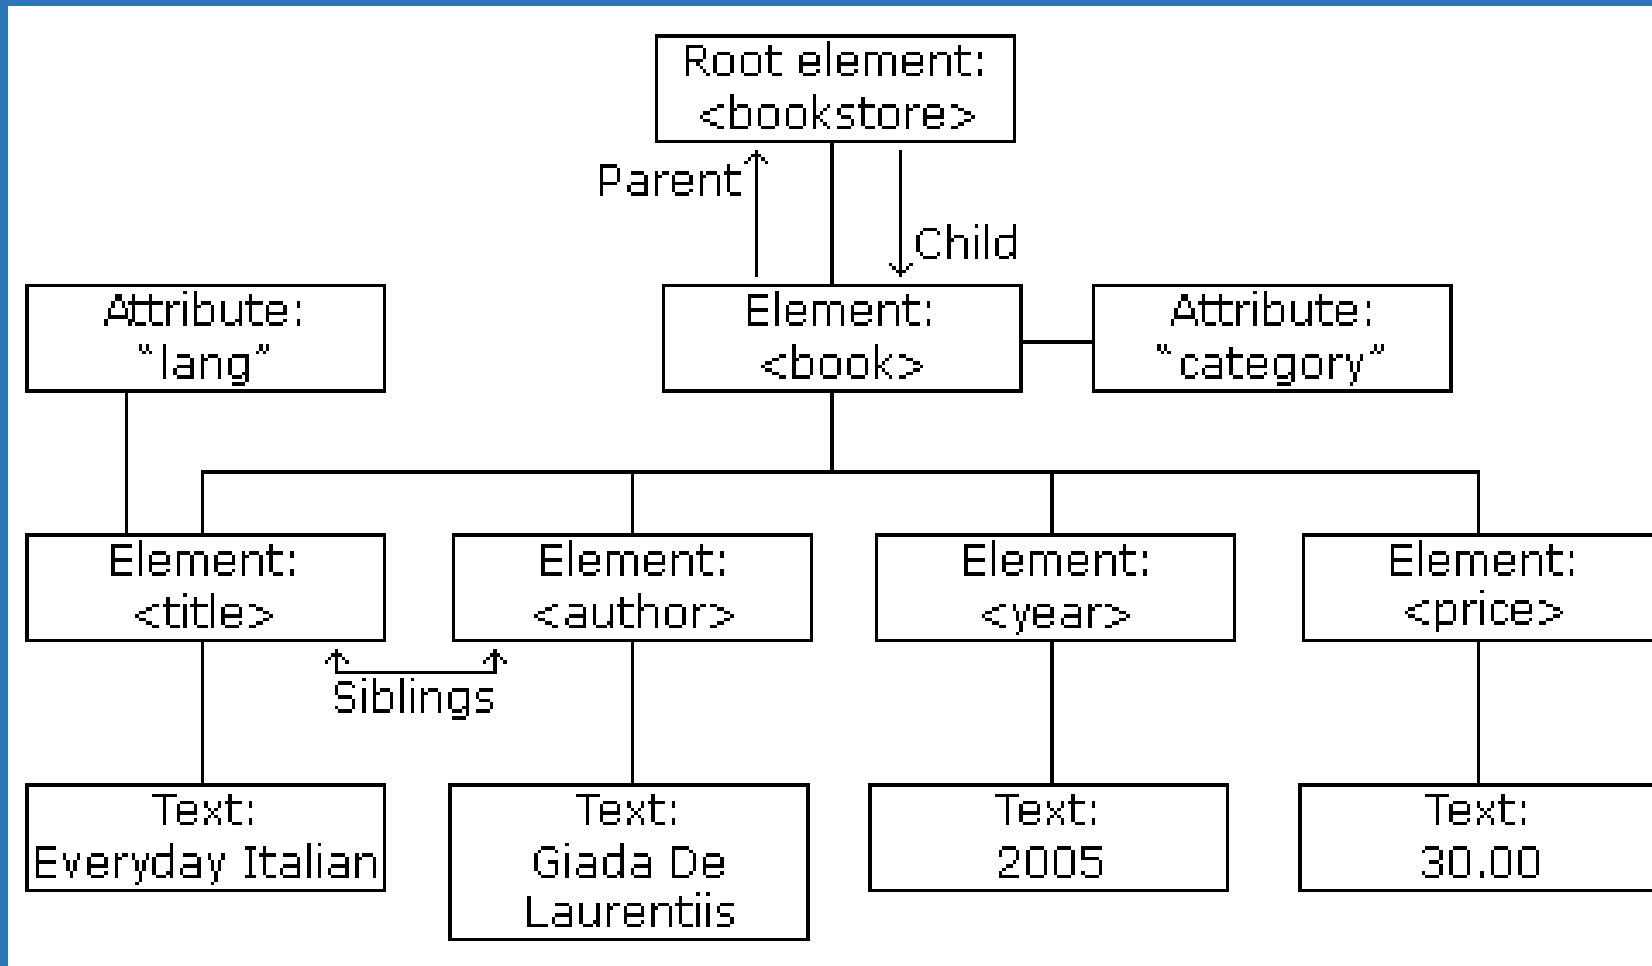 Root element:
<bookstore>
Parent
Child
Attribute:
"lang"
Element:
<book>
Attribute:
"category"
Element:
<title>
Element:
<author>
Element:
<year>
Element:
<price>
Siblings
Text:
Everyday Italian
Text:
Giada De
Laurentiis
Text:
2005
Text:
30.00